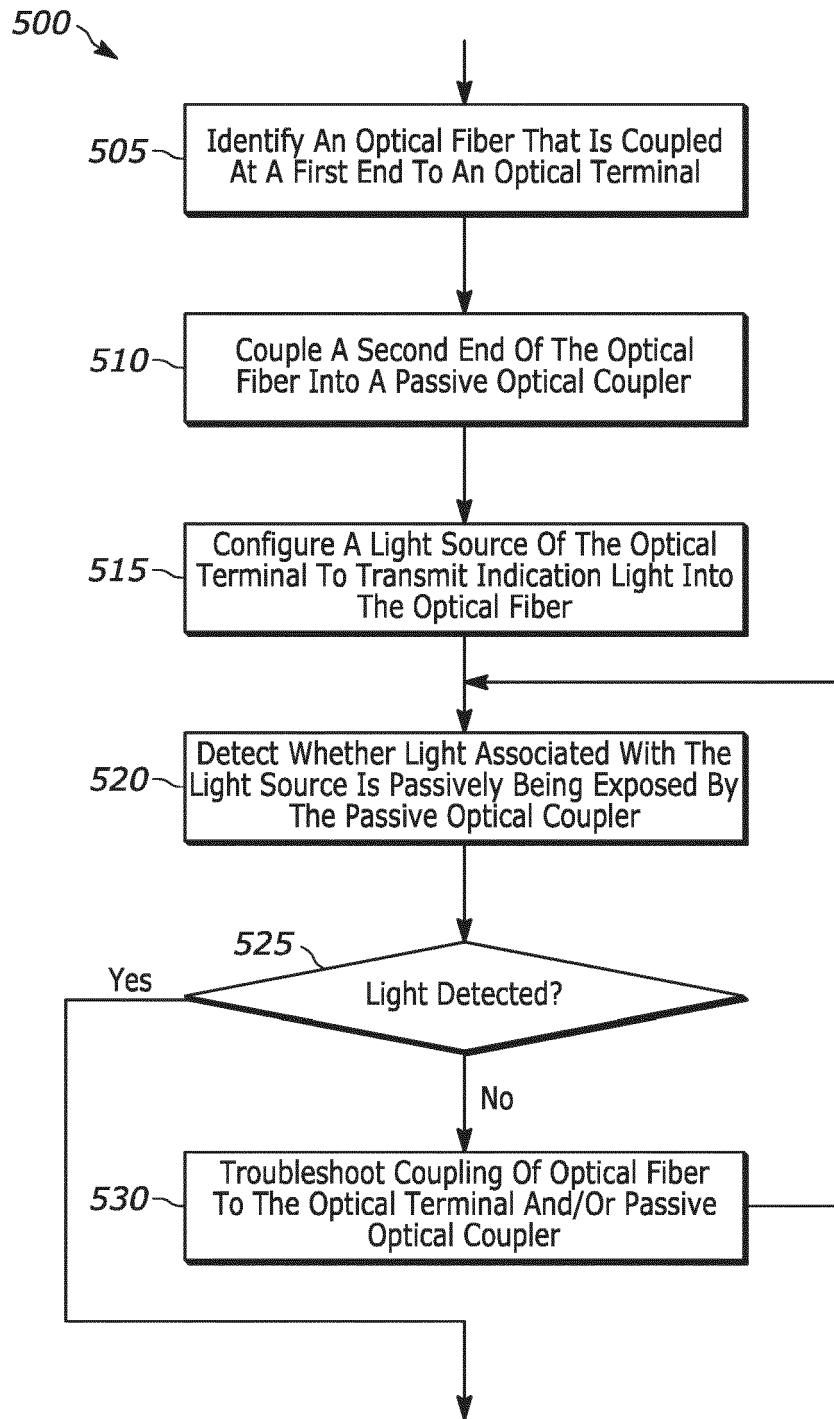 500
505
Identify An Optical Fiber That Is Coupled
At A First End To An Optical Terminal
510
Couple A Second End Of The Optical
Fiber Into A Passive Optical Coupler
515
Configure A Light Source Of The Optical
Terminal To Transmit Indication Light Into
The Optical Fiber
520
Detect Whether Light Associated With The
Light Source Is Passively Being Exposed By
The Passive Optical Coupler
525
Yes
Light Detected?
No
530
Troubleshoot Coupling Of Optical Fiber
To The Optical Terminal And/Or Passive
Optical Coupler